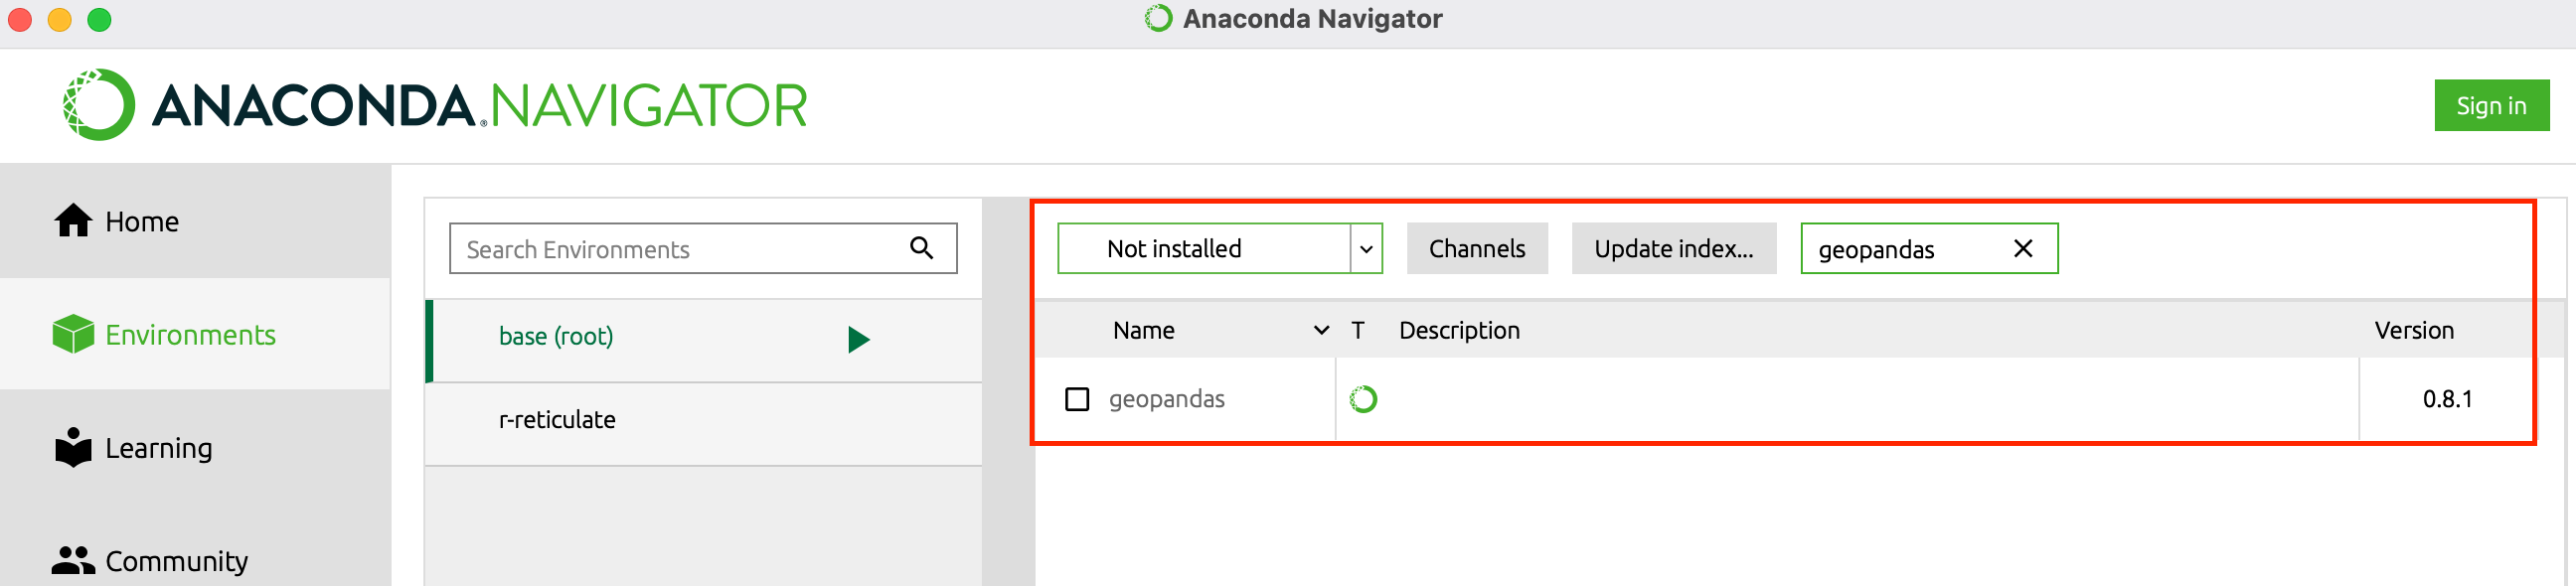 Anaconda Navigator
ANACONDA.NAVIGATOR
Sign in
Home
Environments
Learning
Community
Search Environments
base (root)
r-reticulate
Not installed Channels Update index... geopandas
Name T Description Version
geopandas 0.8.1